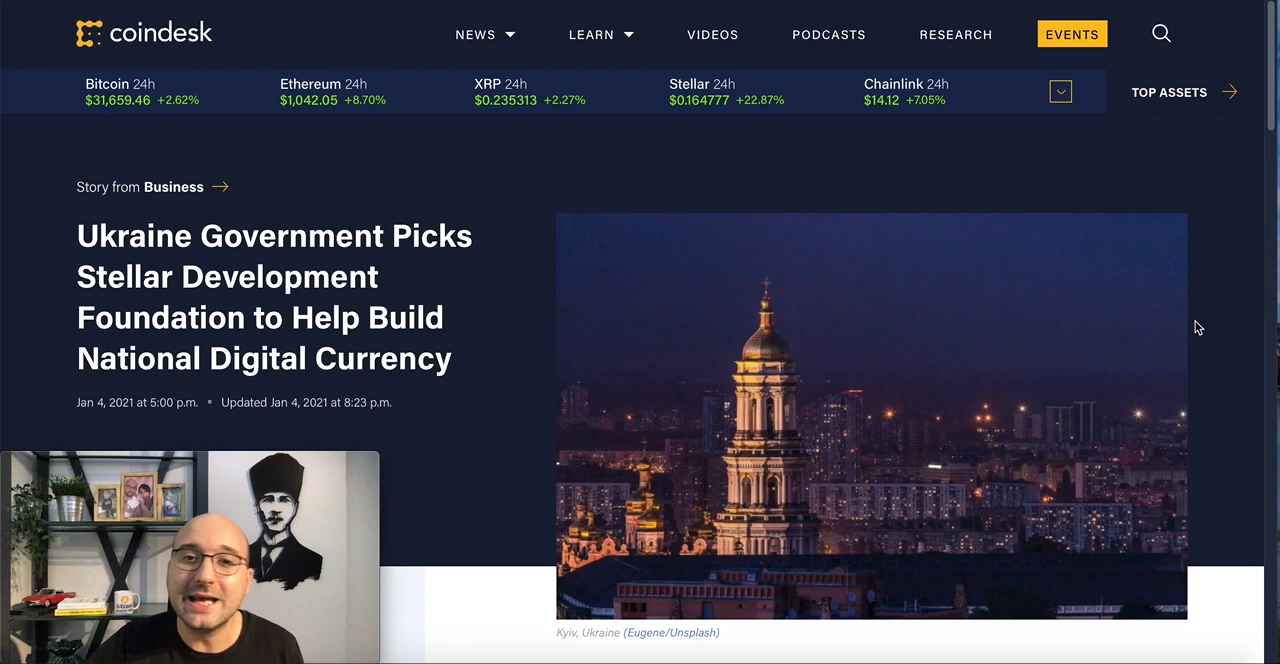 coindesk
NEWS LEARN VIDEOS PODCASTS RESEARCH EVENTS
Bitcoin 24h
$31,659.46 +2.62%
Ethereum 24h
$1,042.05 +8.70%
XRP 24h
$0.235313 +2.27%
Stellar 24h
$0.164777 +22.87%
Chainlink 24h
$14.12 +7.05%
TOP ASSETS
Story from Business
Ukraine Government Picks
Stellar Development
Foundation to Help Build
National Digital Currency
Jan 4, 2021 at 5:00 p.m. Updated Jan 4, 2021 at 8:23 p.m.
bitcoin
Kyiv, Ukraine (Eugene/Unsplash)